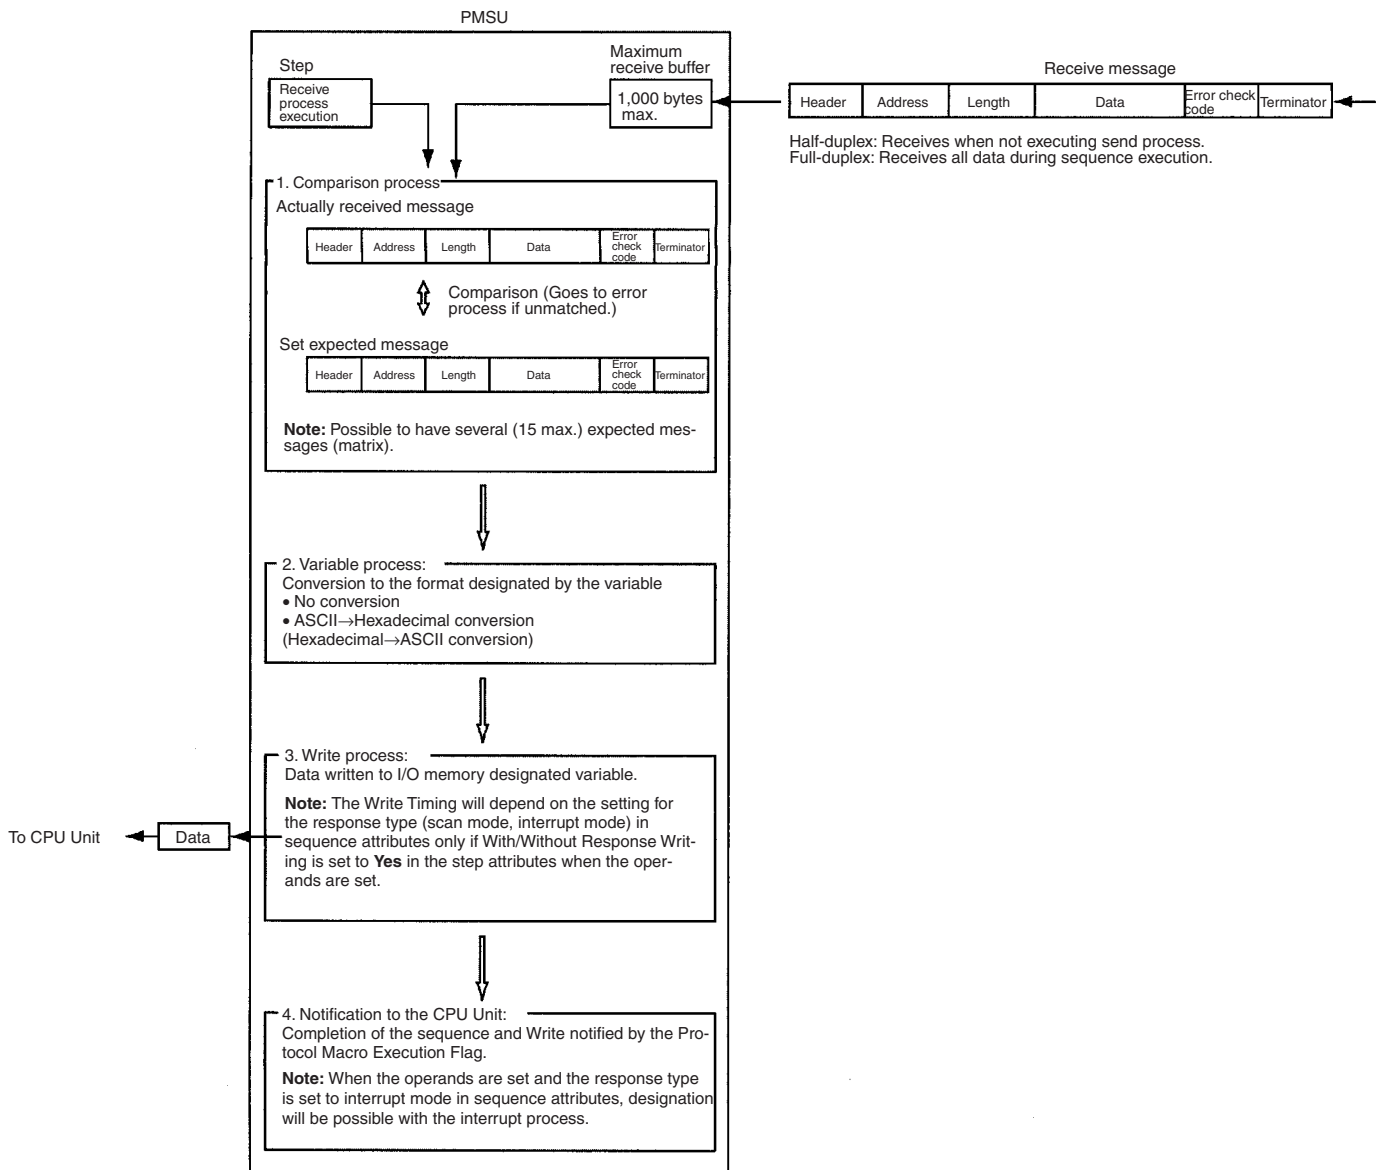 PMSU
Step
Receive
process
execution
Maximum
receive buffer
1,000 bytes
max.
Receive message
Header Address Length Data Error check code Terminator
Half-duplex: Receives when not executing send process.
Full-duplex: Receives all data during sequence execution.
1. Comparison process
Actually received message
Header Address Length Data Error check code Terminator
Comparison (Goes to error
process if unmatched.)
Set expected message
Header Address Length Data Error check code Terminator
Note: Possible to have several (15 max.) expected mes-
sages (matrix).
2. Variable process:
Conversion to the format designated by the variable
• No conversion
• ASCII→Hexadecimal conversion
(Hexadecimal→ASCII conversion)
3. Write process:
Data written to I/O memory designated variable.
Note: The Write Timing will depend on the setting for
the response type (scan mode, interrupt mode) in
sequence attributes only if With/Without Response Writ-
ing is set to Yes in the step attributes when the oper-
ands are set.
To CPU Unit
Data
4. Notification to the CPU Unit:
Completion of the sequence and Write notified by the Pro-
tocol Macro Execution Flag.
Note: When the operands are set and the response type
is set to interrupt mode in sequence attributes, designation
will be possible with the interrupt process.